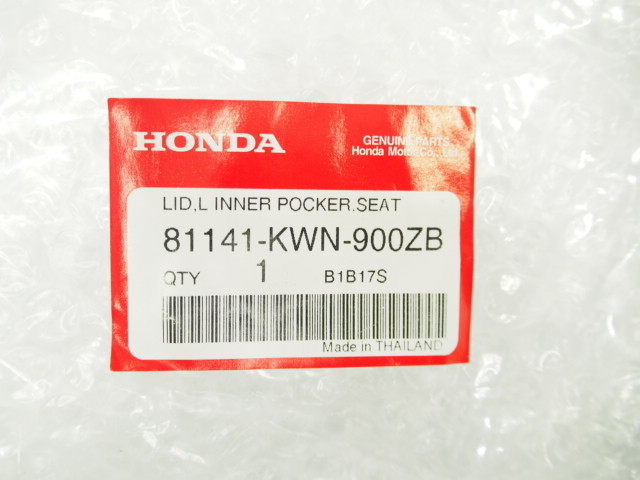 HONDA
GENUINE PARTS
Honda Motor Co., Ltd.
LID,L INNER POCKER.SEAT
81141-KWN-900ZB
QTY 1 B1B17S
Made in THAILAND